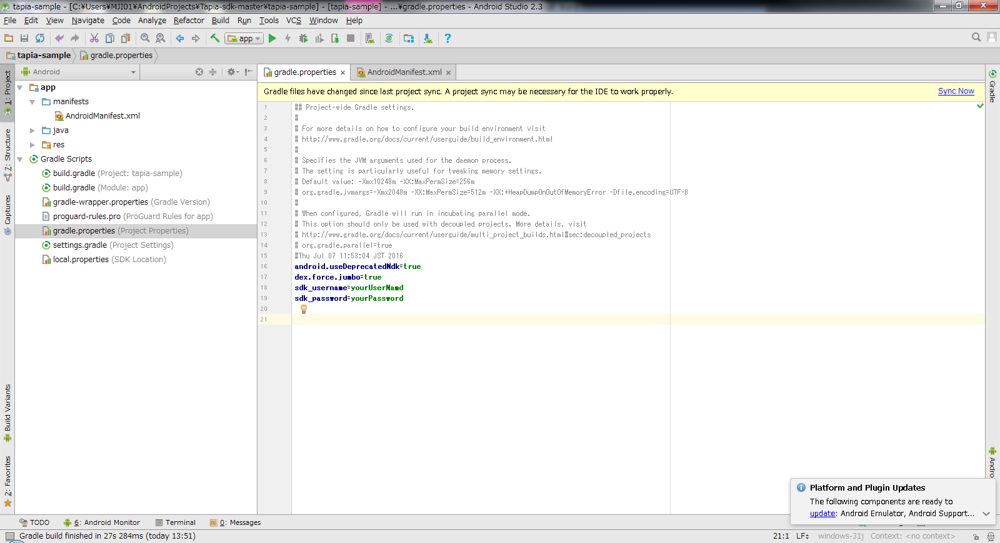 tapia-sample - [C:¥Users¥MJI01¥AndroidProjects¥Tapia-sdk-master¥tapia-sample] - [tapia-sample] - ...¥gradle.properties - Android Studio 2.3
File Edit View Navigate Code Analyze Refactor Build Run Tools VCS Window Help
app
tapia-sample gradle.properties
1: Project
7: Structure
Captures
Build Variants
2: Favorites
Android
app
manifests
AndroidManifest.xml
java
res
Gradle Scripts
build.gradle (Project: tapia-sample)
build.gradle (Module: app)
gradle-wrapper.properties (Gradle Version)
proguard-rules.pro (ProGuard Rules for app)
gradle.properties (Project Properties)
settings.gradle (Project Settings)
local.properties (SDK Location)
gradle.properties AndroidManifest.xml
Gradle files have changed since last project sync. A project sync may be necessary for the IDE to work properly. Sync Now
1 ## Project-wide Gradle settings.
2 #
3 # For more details on how to configure your build environment visit
4 # http://www.gradle.org/docs/current/userguide/build_environment.html
5 #
6 # Specifies the JVM arguments used for the daemon process.
7 # The setting is particularly useful for tweaking memory settings.
8 # Default value: -Xmx10248m -XX:MaxPermSize=256m
9 # org.gradle.jvmargs=-Xmx2048m -XX:MaxPermSize=512m -XX:+HeapDumpOnOutOfMemoryError -Dfile.encoding=UTF-8
10 #
11 # When configured, Gradle will run in incubating parallel mode.
12 # This option should only be used with decoupled projects. More details, visit
13 # http://www.gradle.org/docs/current/userguide/multi_project_builds.html#sec:decoupled_projects
14 # org.gradle.parallel=true
15 #Thu Jul 07 11:53:04 JST 2016
16 android.useDeprecatedNdk=true
17 dex.force.jumbo=true
18 sdk_username=yourUserNamd
19 sdk_password=yourPassword
20
21
Gradle
Andro
Platform and Plugin Updates
The following components are ready to
update: Android Emulator, Android Support...
TODO 6: Android Monitor Terminal 0: Messages
Gradle build finished in 27s 284ms (today 13:51) 21:1 LF windows-31j Context: <no context>